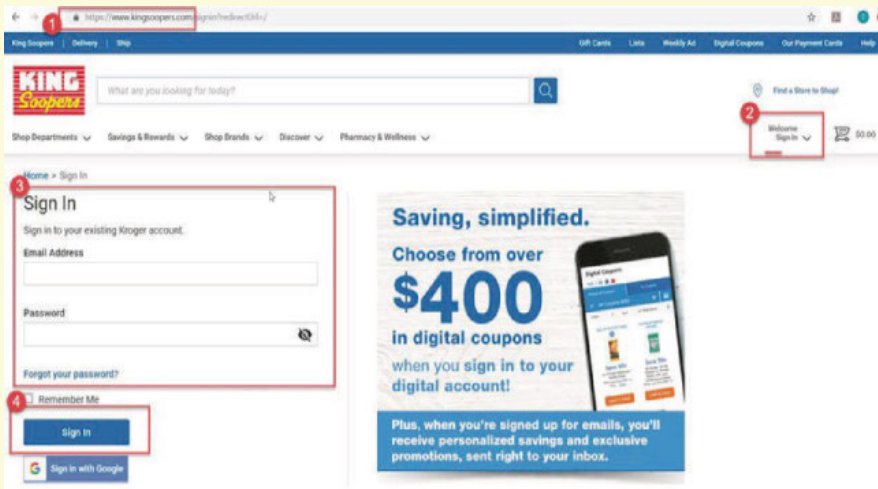 1
https://www.kingsoopers.com/signin?redirectUrl=/
King Soopers | Delivery | Ship
Gift Cards Lists Weekly Ad Digital Coupons Our Payment Cards Help
KING
Soopers
What are you looking for today?
Find a Store to Shop!
2
Shop Departments Savings & Rewards Shop Brands Discover Pharmacy & Wellness
Welcome
Sign In
$0.00
Home > Sign In
3
Sign In
Sign in to your existing Kroger account.
Email Address
Password
Forgot your password?
4
Remember Me
Sign In
G Sign in with Google
Saving, simplified.
Choose from over
$400
in digital coupons
when you sign in to your
digital account!
Digital Coupons
Plus, when you're signed up for emails, you'll
receive personalized savings and exclusive
promotions, sent right to your inbox.